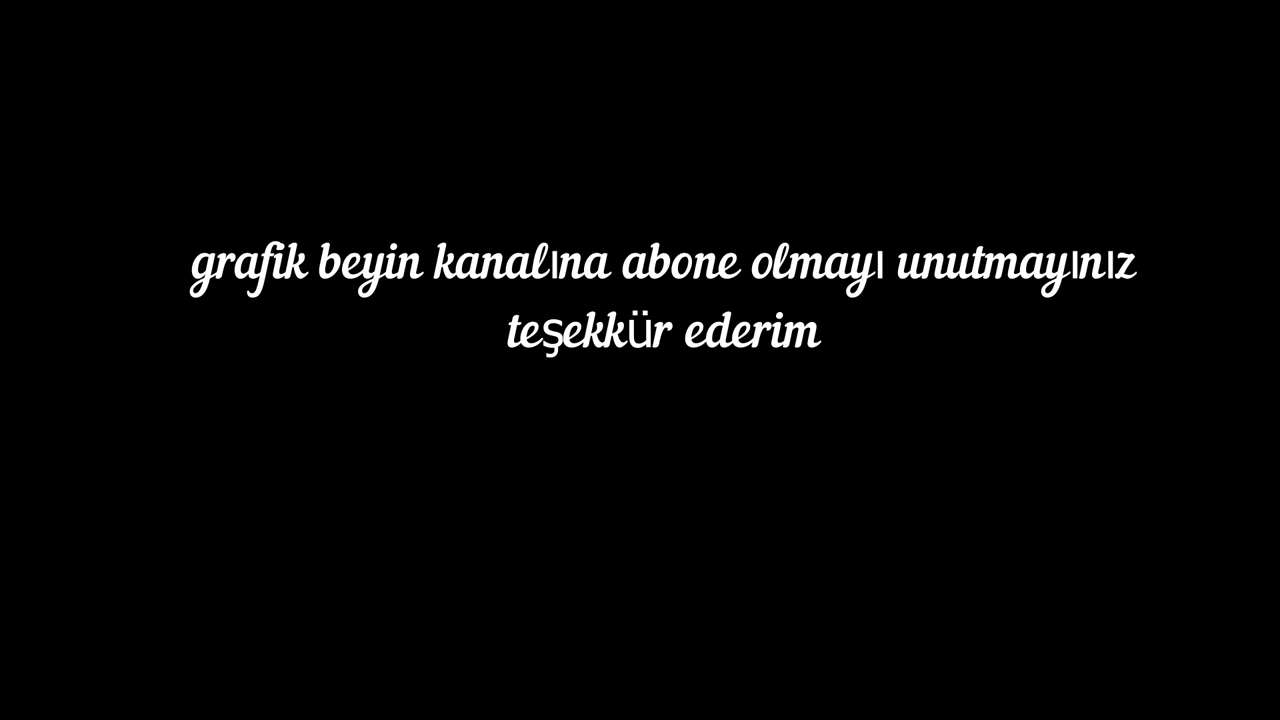 grafik beyin kanalına abone olmayı unutmayınız
teşekkür ederim